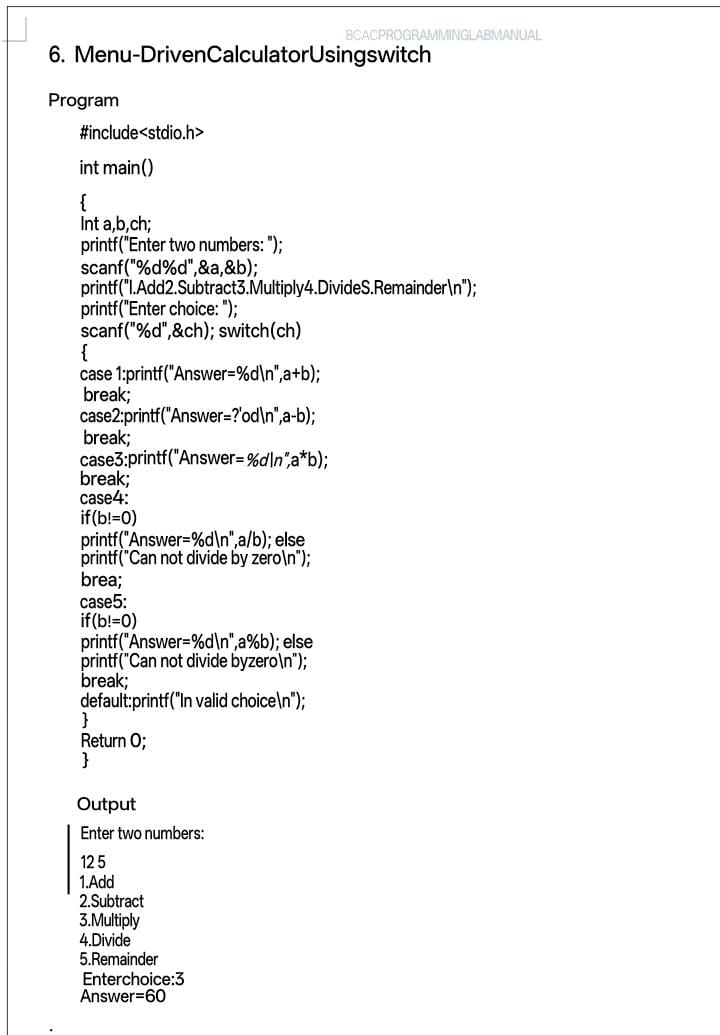 BCACPROGRAMMINGLABMANUAL
6. Menu-DrivenCalculatorUsingswitch
Program
#include<stdio.h>
int main()
{
Int a,b,ch;
printf("Enter two numbers: ");
scanf("%d%d",&a,&b);
printf("l.Add2.Subtract3.Multiply4.DivideS.Remainder\n");
printf("Enter choice: ");
scanf("%d",&ch); switch(ch)
{
case 1:printf("Answer=%d\n",a+b);
break;
case2:printf("Answer=?'od\n",a-b);
break;
case3:printf("Answer=%d|n",a*b);
break;
case4:
if(b!=0)
printf("Answer=%d\n",a/b); else
printf("Can not divide by zero\n");
brea;
case5:
if(b!=0)
printf("Answer=%d\n",a%b); else
printf("Can not divide byzero\n");
break;
default:printf("In valid choice\n");
}
Return O;
}
Output
Enter two numbers:
12 5
1.Add
2.Subtract
3.Multiply
4.Divide
5.Remainder
Enterchoice:3
Answer=60
.